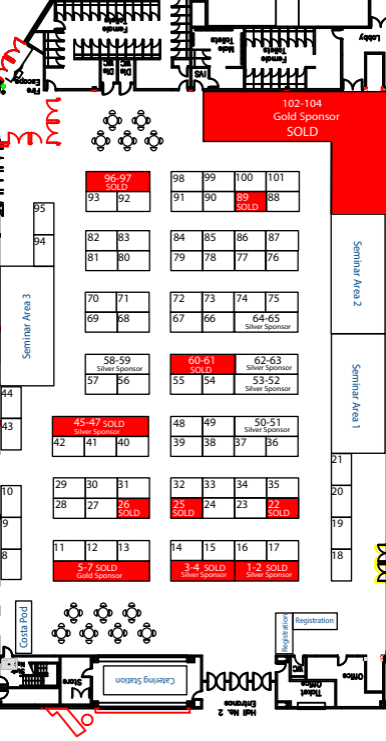 Female
Toilets
Dis
WC
Dis
WC
Male
Toilets
IVS
Female
Toilets
Lobby
Fire
Escape
102-104
Gold Sponsor
SOLD
96-97
SOLD
98 99 100 101
93 92
91 90 89 88
SOLD
95
94
82 83 84 85 86 87
81 80 79 78 77 76
Seminar Area 3
Seminar Area 2
70 71 72 73 74 75
69 68 67 66 64-65
Silver Sponsor
58-59
Silver Sponsor
60-61
SOLD
62-63
Silver Sponsor
57 56 55 54 53-52
Silver Sponsor
Seminar Area 1
44
43
45-47 SOLD
Silver Sponsor
48 49 50-51
Silver Sponsor
42 41 40 39 38 37 36
21
20
19
18
10
9
8
29 30 31 32 33 34 35
28 27 26 25 24 23 22
SOLD SOLD SOLD
11 12 13 14 15 16 17
5-7 SOLD
Gold Sponsor
3-4 SOLD
Silver Sponsor
1-2 SOLD
Silver Sponsor
Costa Pod
Registration
Registration
Store
Catering Station
Hall No. 2
Entrance
WC
Ticket
Office
Office